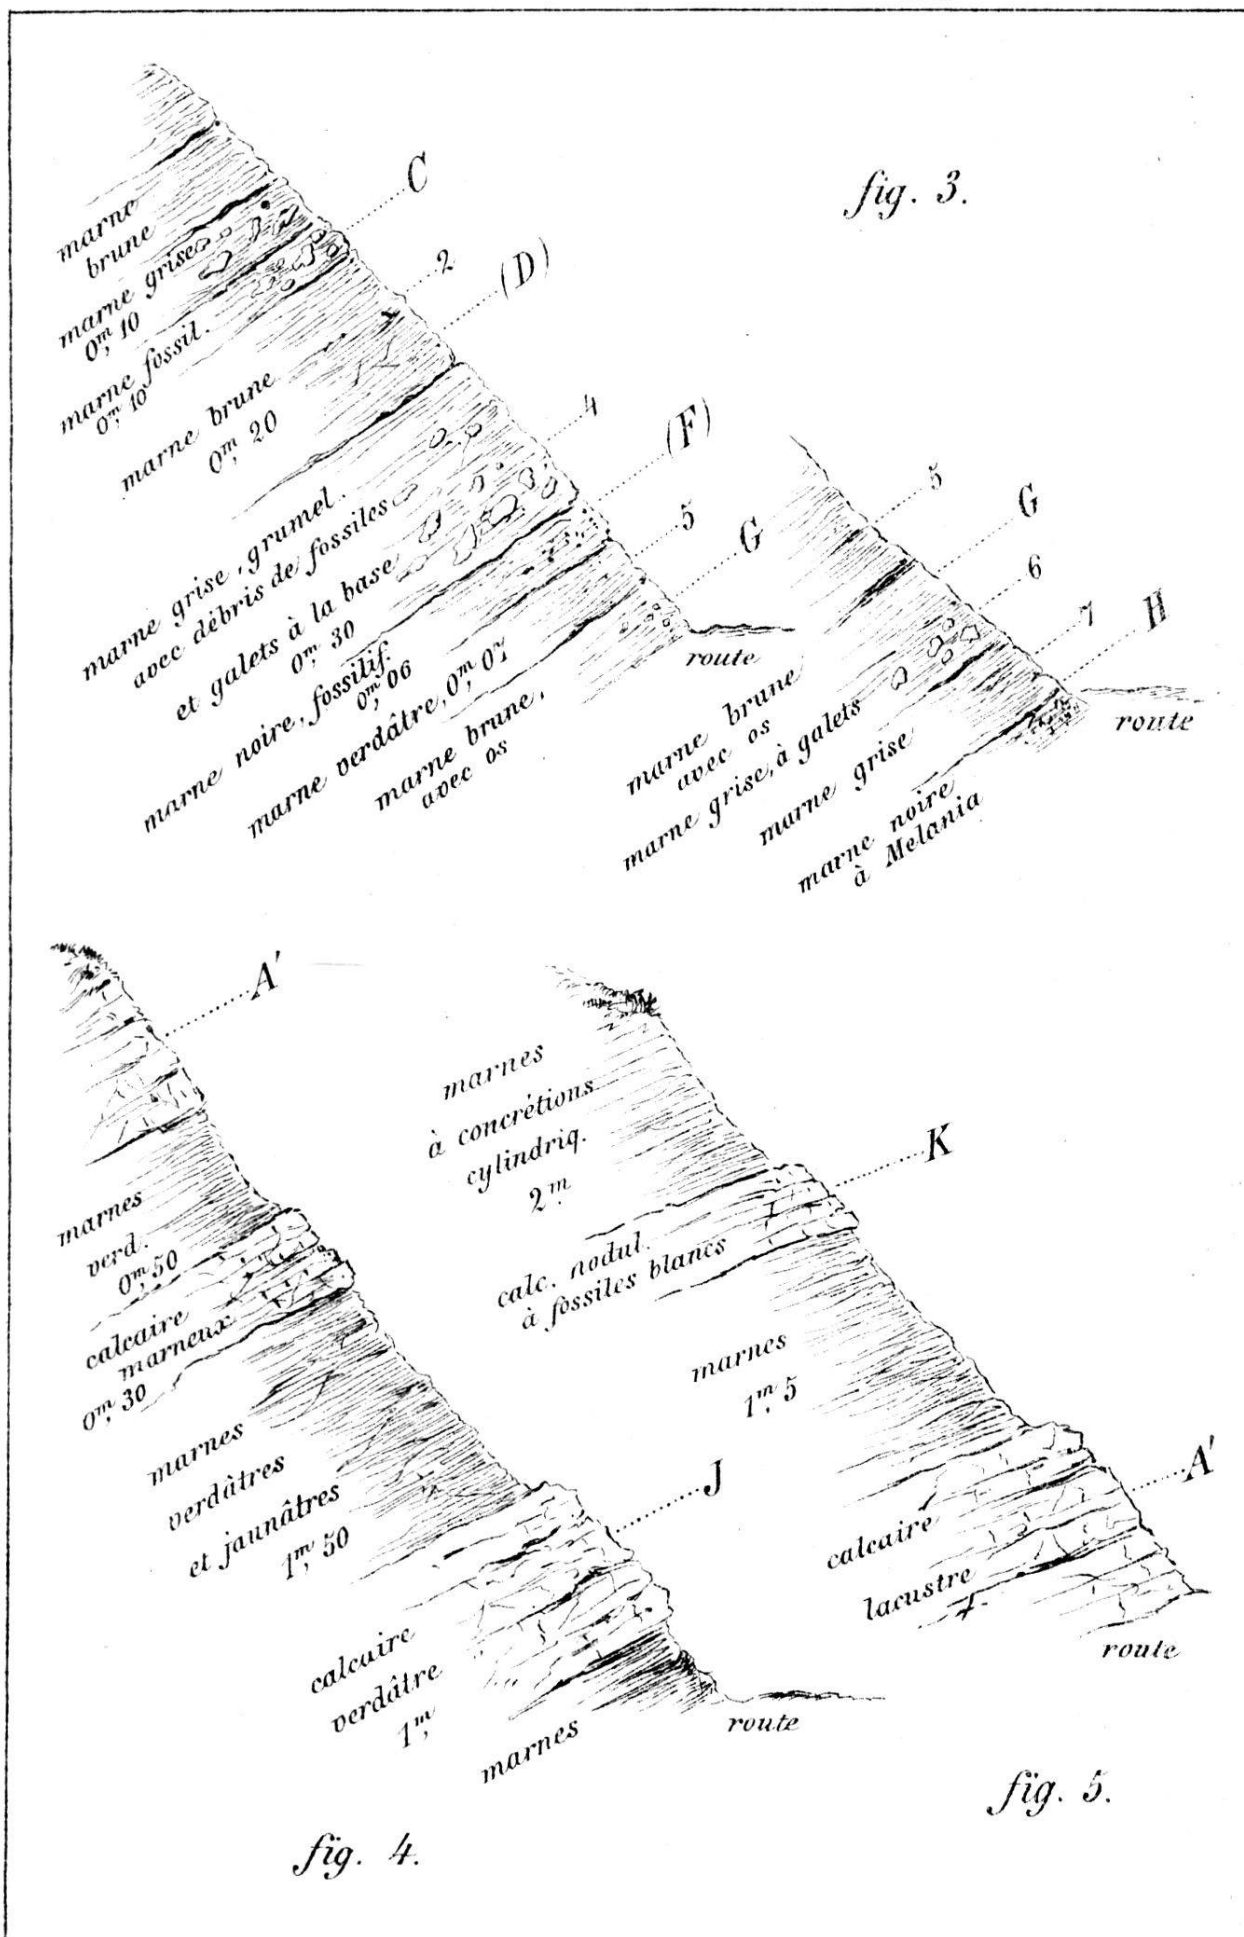 fig. 3.
C
2
(D)
4
(F)
5
G
marne
brune
marne grise
0m, 10
marne fossil.
0m, 10
marne brune
0m, 20
marne grise, grumel.
avec débris de fossiles
et galets à la base
0m, 30
marne noire, fossilif.
0m, 06
marne verdâtre, 0m, 07
marne brune,
avec os
route
5
G
6
7
H
marne brune
avec os
marne grise, à galets
marne grise
marne noire
à Melania
route
A'
marnes
verd.
0m, 50
calcaire
marneux
0m, 30
marnes
verdâtres
et jaunâtres
1m, 50
J
calcaire
verdâtre
1m,
marnes
route
fig. 4.
marnes
à concrétions
cylindriq.
2m
K
calc. nodul.
à fossiles blancs
marnes
1m, 5
A'
calcaire
lacustre
route
fig. 5.